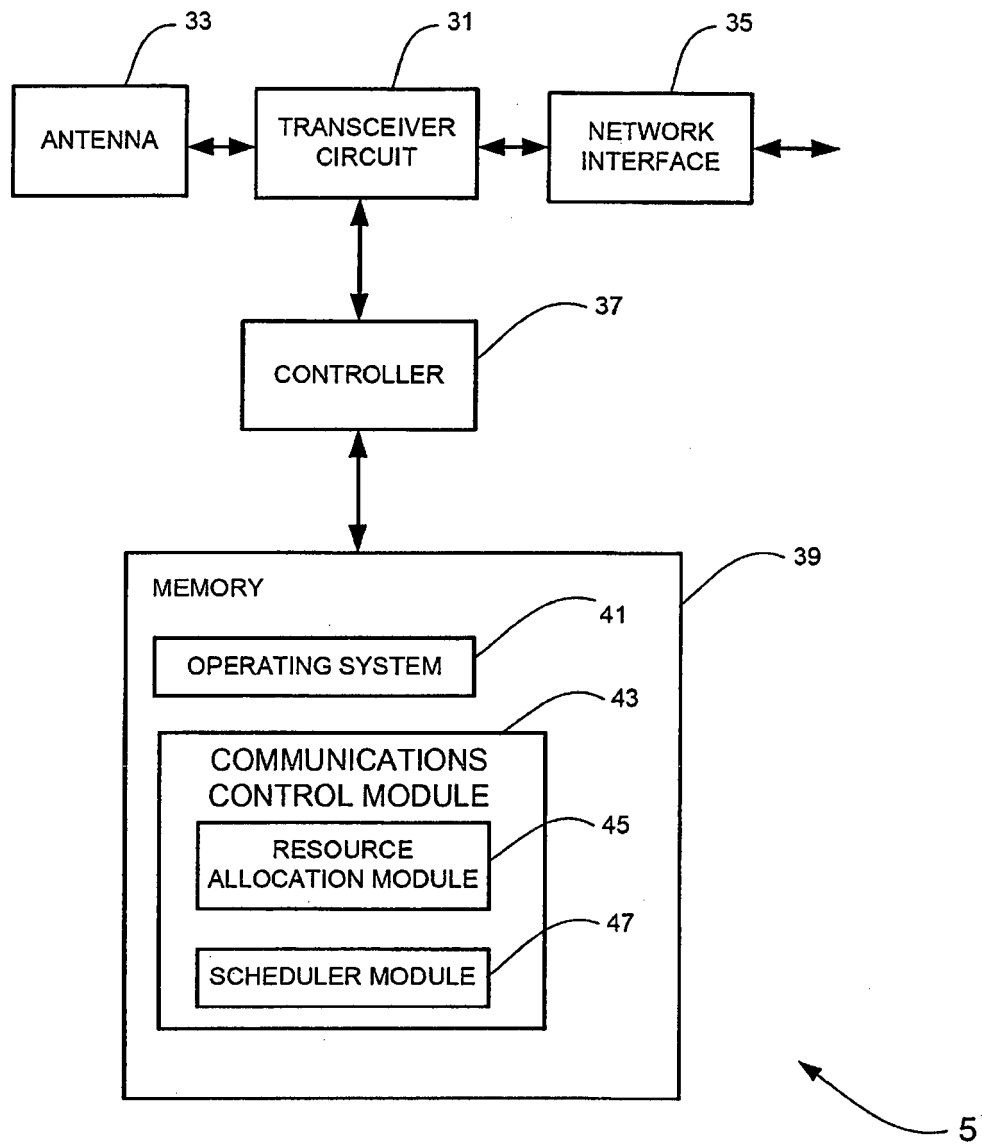 33
31
35
ANTENNA
TRANSCEIVER
CIRCUIT
NETWORK
INTERFACE
37
CONTROLLER
39
MEMORY
41
OPERATING SYSTEM
43
COMMUNICATIONS
CONTROL MODULE
45
RESOURCE
ALLOCATION MODULE
47
SCHEDULER MODULE
5